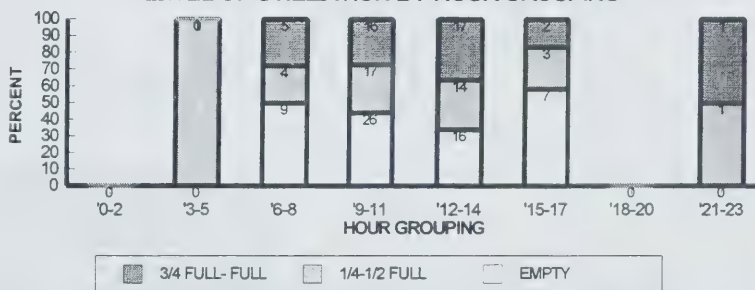 100
90
80
70
60
50
40
30
20
10
0
PERCENT
0
5 16 17 2 1
4 17 14 3
9 26 16 7 1
0 0 0 0
'0-2 '3-5 '6-8 '9-11 '12-14 '15-17 '18-20 '21-23
HOUR GROUPING
3/4 FULL- FULL 1/4-1/2 FULL EMPTY